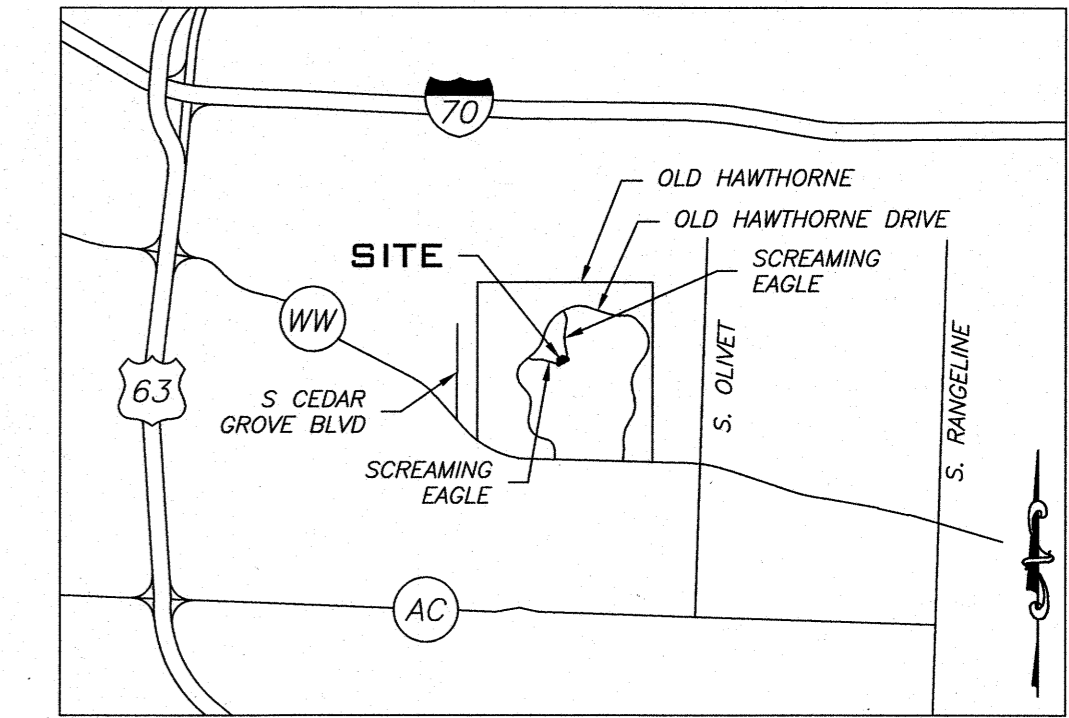 70
OLD HAWTHORNE
OLD HAWTHORNE DRIVE
SITE
SCREAMING
EAGLE
WW
63
S CEDAR
GROVE BLVD
SCREAMING
EAGLE
S. OLIVET
S. RANGELINE
AC